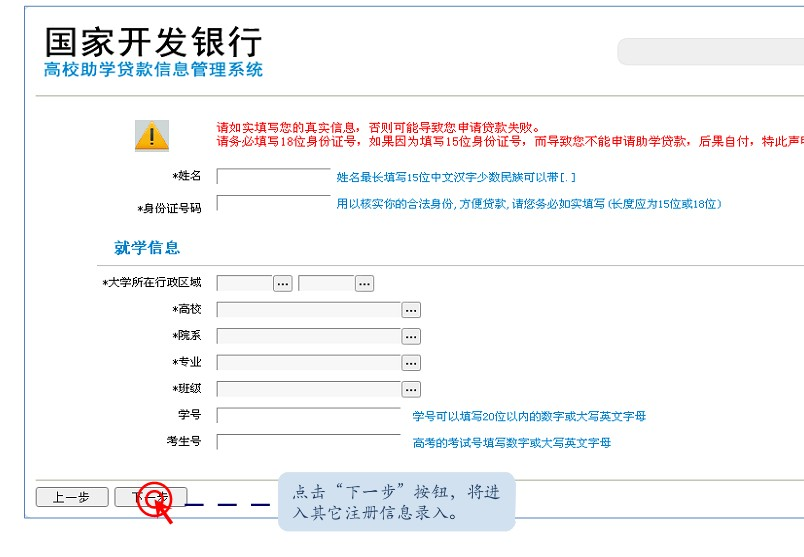 国家开发银行
高校助学贷款信息管理系统
请如实填写您的真实信息，否则可能导致您申请贷款失败。
请务必填写18位身份证号，如果因为填写15位身份证号，而导致您不能申请助学贷款，后果自付，特此声明
*姓名 姓名最长填写15位中文汉字少数民族可以带[.]
*身份证号码 用以核实你的合法身份,方便贷款,请您务必如实填写(长度应为15位或18位)
就学信息
*大学所在行政区域 ... ...
*高校 ...
*院系 ...
*专业 ...
*班级 ...
学号 学号可以填写20位以内的数字或大写英文字母
考生号 高考的考试号填写数字或大写英文字母
上一步 下一步
点击“下一步”按钮，将进
入其它注册信息录入。